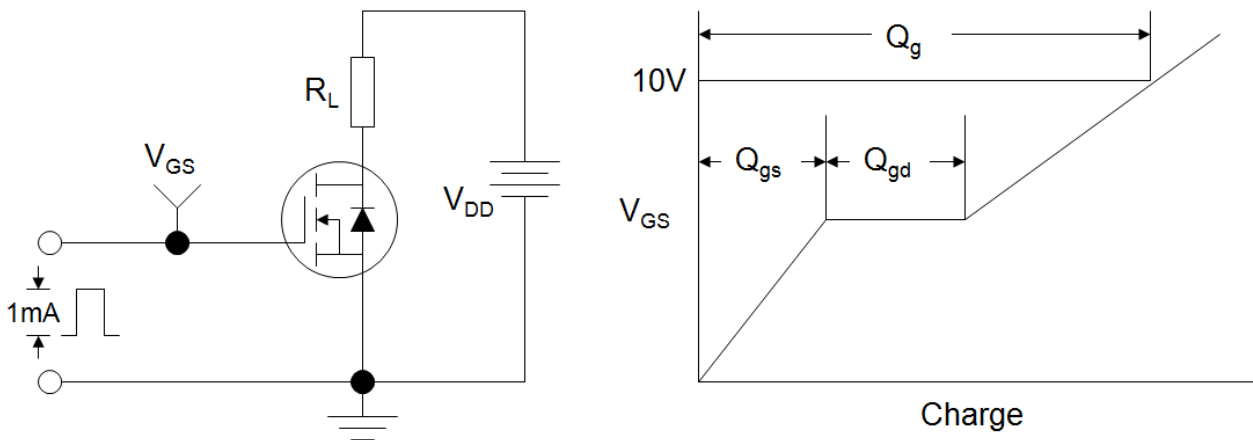 R_L
V_GS
V_DD
1mA
Q_g
10V
Q_gs
Q_gd
V_GS
Charge